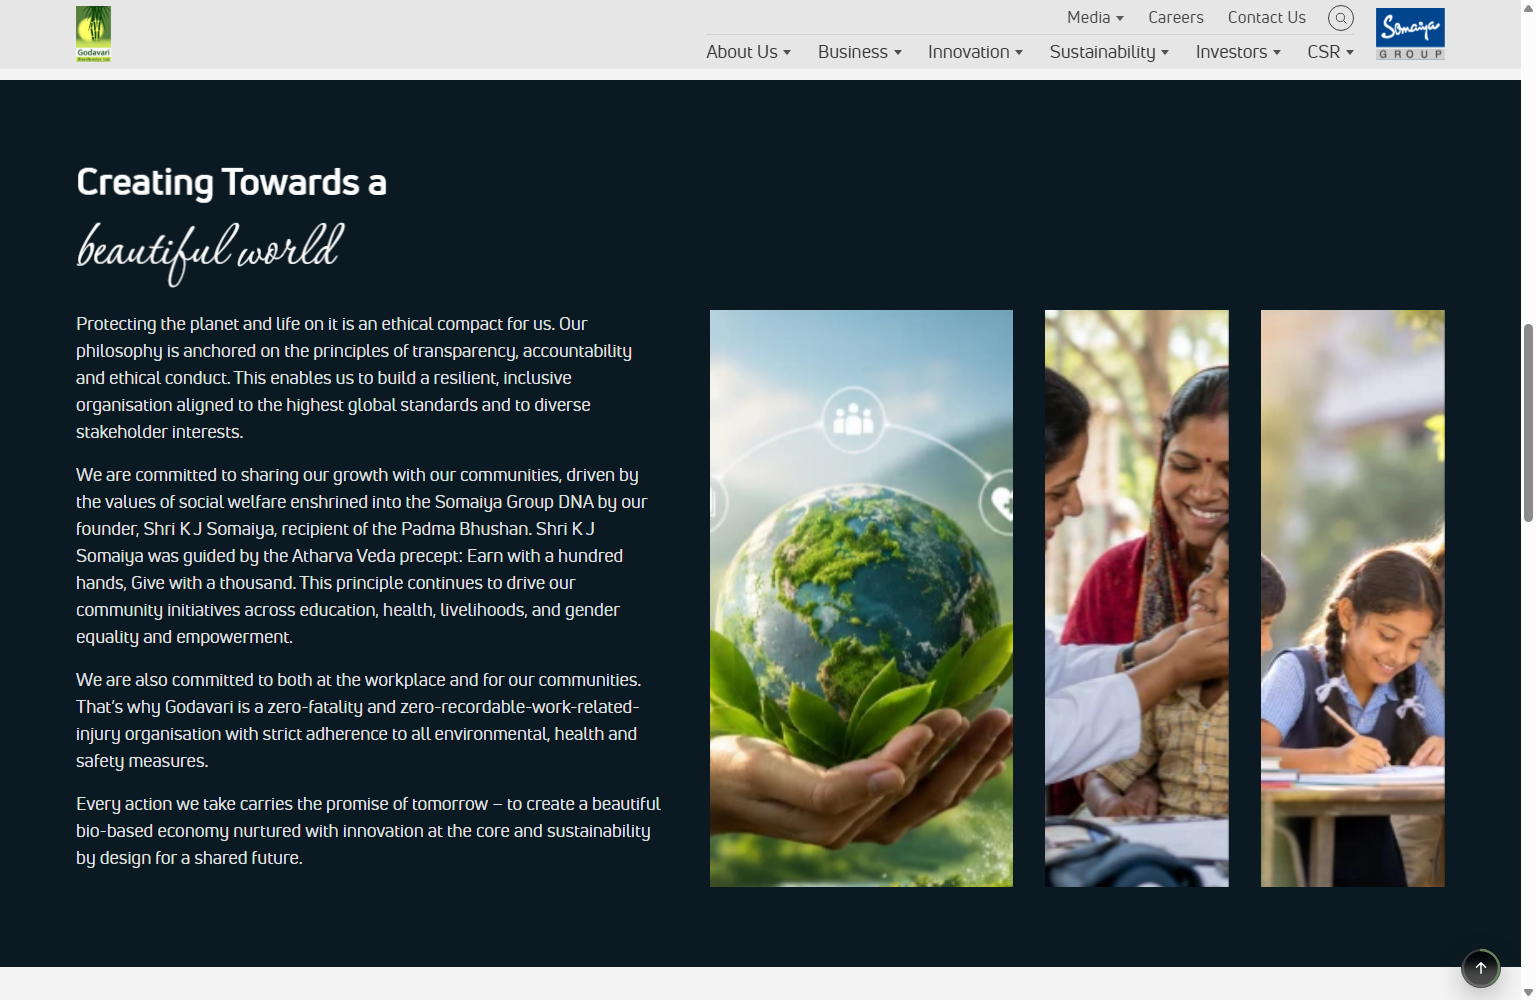 Godavari
Media
Careers
Contact Us
About Us
Business
Innovation
Sustainability
Investors
CSR
Somaiya
GROUP
Creating Towards a
beautiful world
Protecting the planet and life on it is an ethical compact for us. Our
philosophy is anchored on the principles of transparency, accountability
and ethical conduct. This enables us to build a resilient, inclusive
organisation aligned to the highest global standards and to diverse
stakeholder interests.
We are committed to sharing our growth with our communities, driven by
the values of social welfare enshrined into the Somaiya Group DNA by our
founder, Shri K J Somaiya, recipient of the Padma Bhushan. Shri K J
Somaiya was guided by the Atharva Veda precept: Earn with a hundred
hands, Give with a thousand. This principle continues to drive our
community initiatives across education, health, livelihoods, and gender
equality and empowerment.
We are also committed to both at the workplace and for our communities.
That's why Godavari is a zero-fatality and zero-recordable-work-related-
injury organisation with strict adherence to all environmental, health and
safety measures.
Every action we take carries the promise of tomorrow – to create a beautiful
bio-based economy nurtured with innovation at the core and sustainability
by design for a shared future.